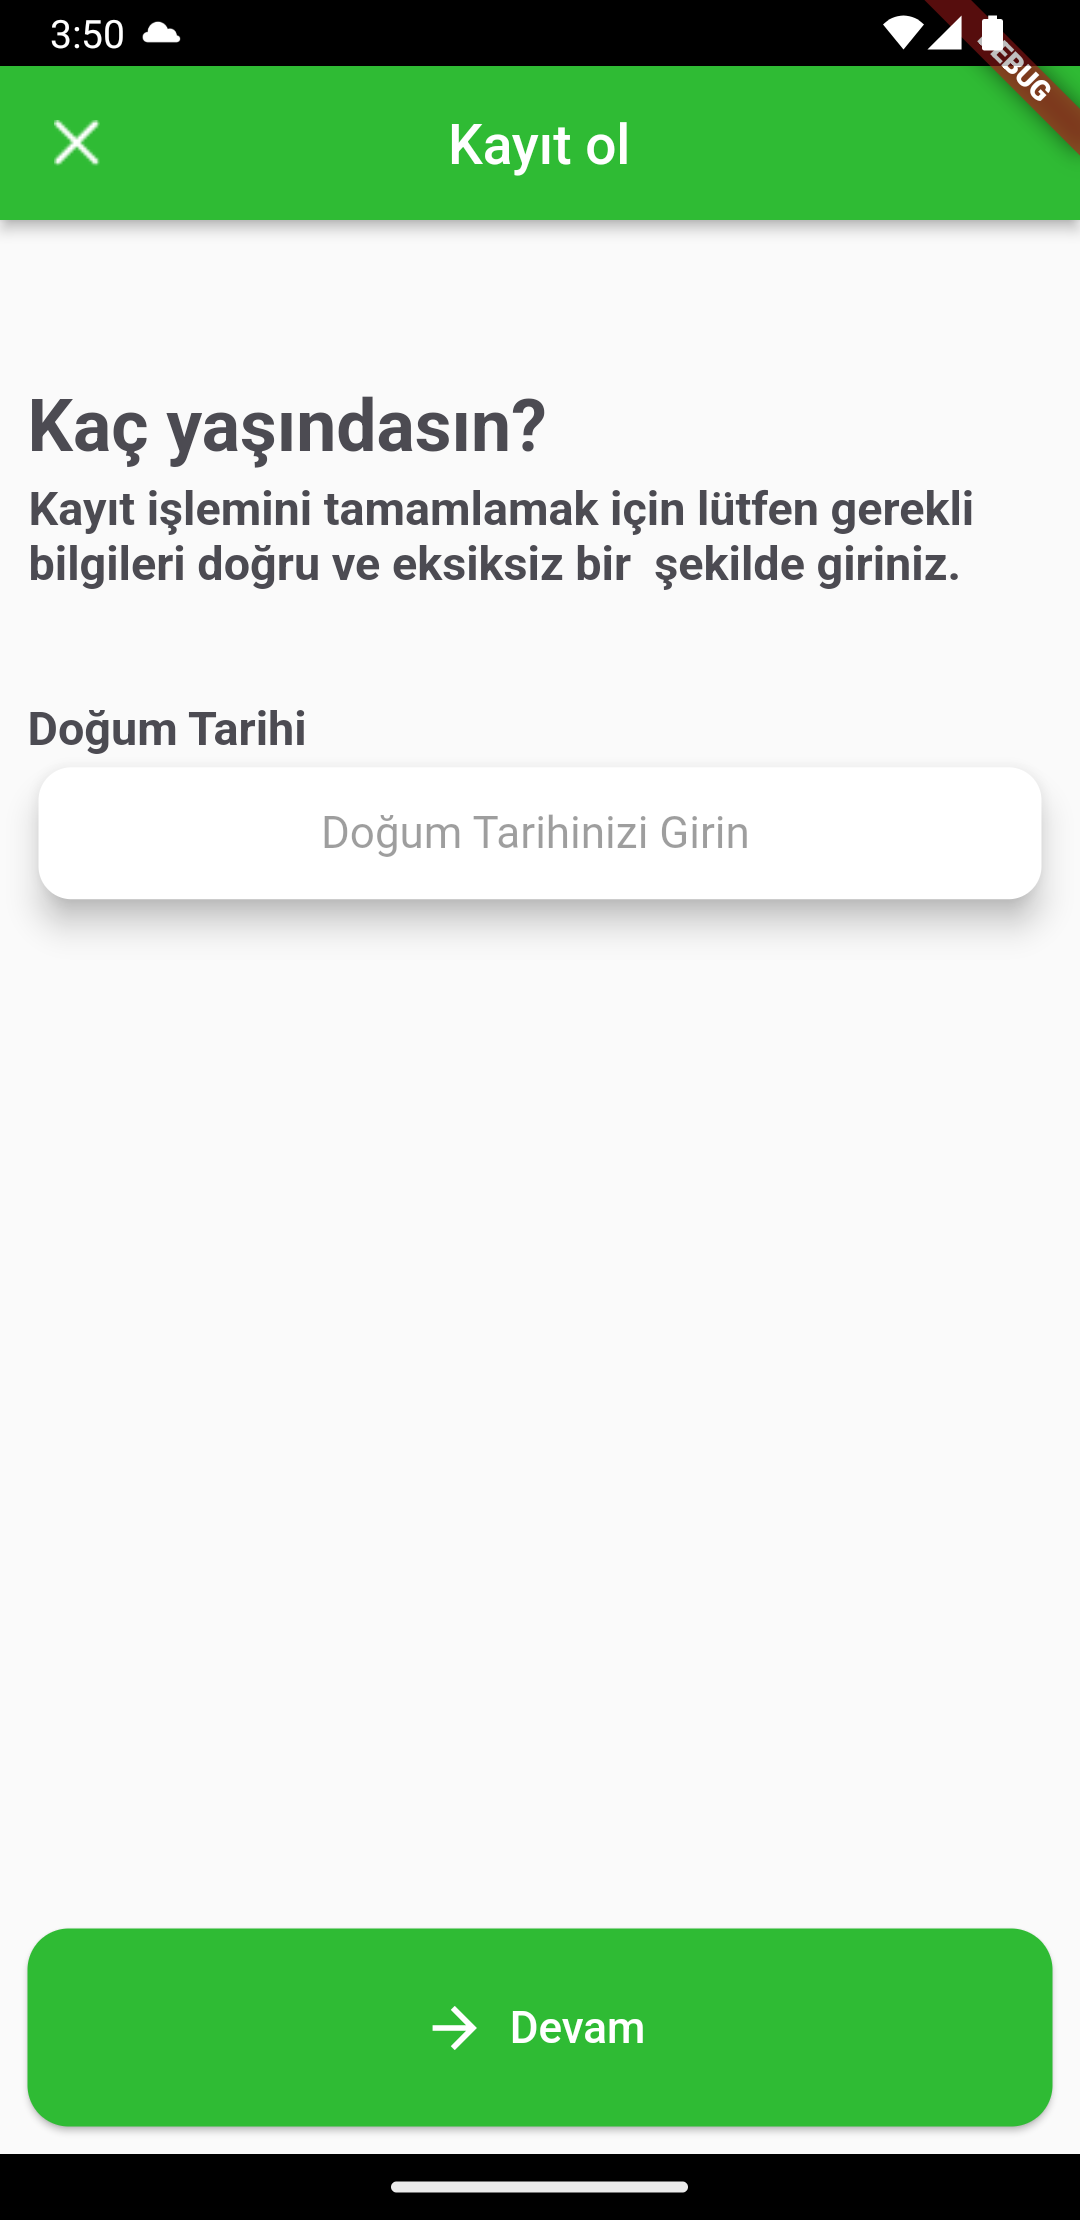 3:50
DEBUG
Kayıt ol
Kaç yaşındasın?
Kayıt işlemini tamamlamak için lütfen gerekli
bilgileri doğru ve eksiksiz bir  şekilde giriniz.
Doğum Tarihi
Doğum Tarihinizi Girin
Devam